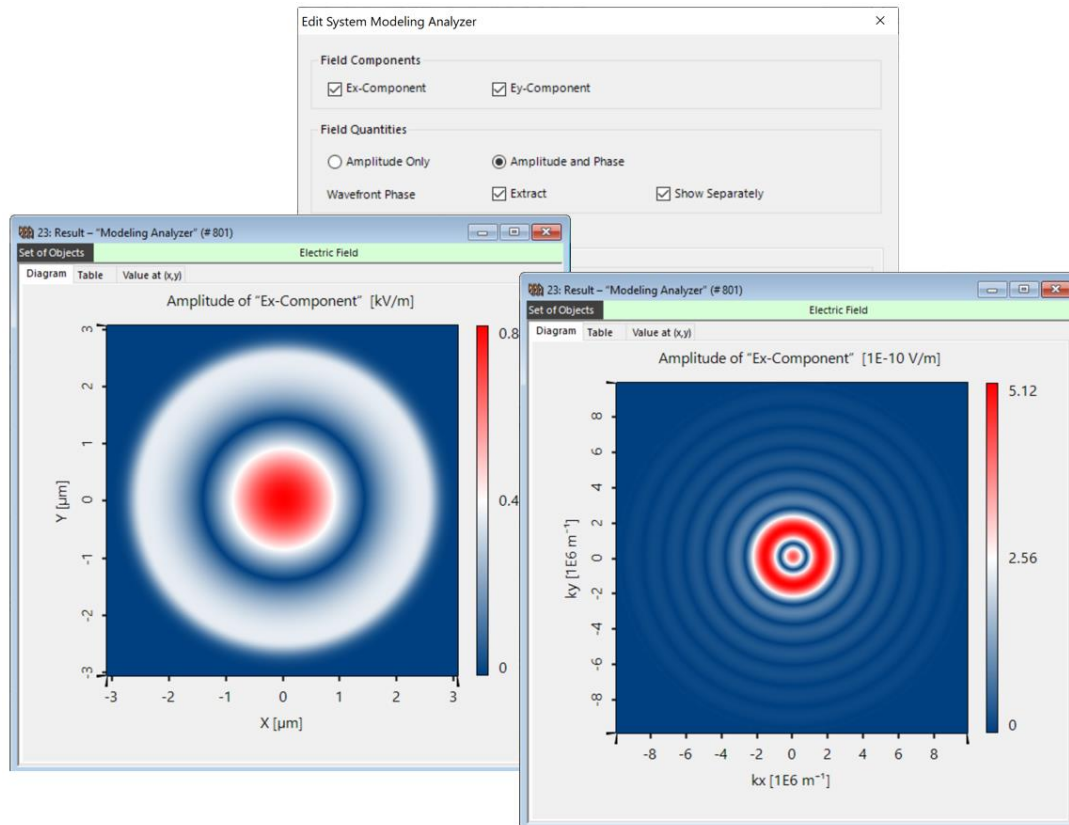 Edit System Modeling Analyzer
Field Components
Ex-Component Ey-Component
Field Quantities
Amplitude Only Amplitude and Phase
Wavefront Phase Extract Show Separately
23: Result – "Modeling Analyzer" (#801)
Set of Objects Electric Field
Diagram Table Value at (x,y)
Amplitude of "Ex-Component" [kV/m]
3
2
1
0
-1
-2
-3
Y [µm]
-3 -2 -1 0 1 2 3
X [µm]
0.8
0.4
0
23: Result – "Modeling Analyzer" (#801)
Set of Objects Electric Field
Diagram Table Value at (x,y)
Amplitude of "Ex-Component" [1E-10 V/m]
8
6
4
2
0
-2
-4
-6
-8
ky [1E6 m⁻¹]
-8 -6 -4 -2 0 2 4 6 8
kx [1E6 m⁻¹]
5.12
2.56
0